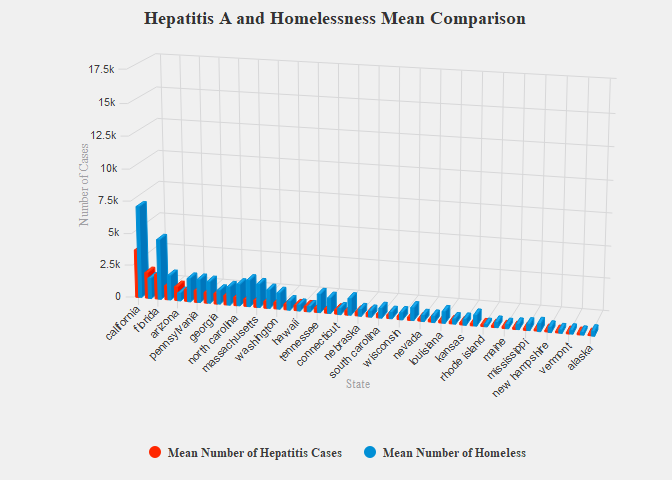 Hepatitis A and Homelessness Mean Comparison
17.5k
15k
12.5k
10k
7.5k
5k
2.5k
0
Number of Cases
california
florida
arizona
pennsylvania
georgia
north carolina
massachusetts
washington
hawaii
tennessee
connecticut
nebraska
south carolina
wisconsin
nevada
louisiana
kansas
rhode island
maine
mississippi
new hampshire
vermont
alaska
State
Mean Number of Hepatitis Cases
Mean Number of Homeless